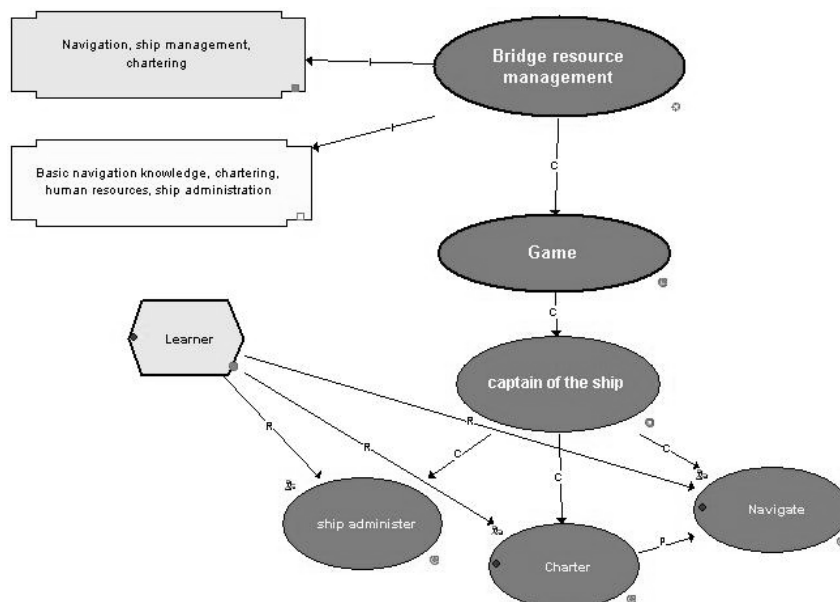 Navigation, ship management,
chartering
Bridge resource
management
I
I
Basic navigation knowledge, chartering,
human resources, ship administration
C
Game
C
Learner
captain of the ship
R
R
R
C
C
C
ship administer
Navigate
P
Charter